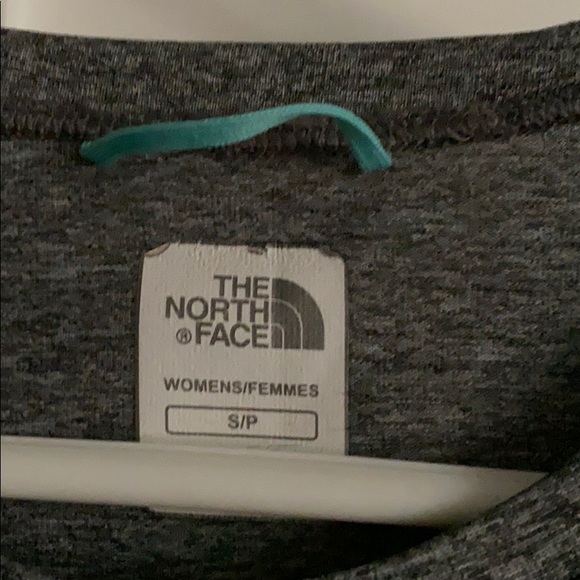 THE
NORTH
® FACE
WOMENS/FEMMES
S/P